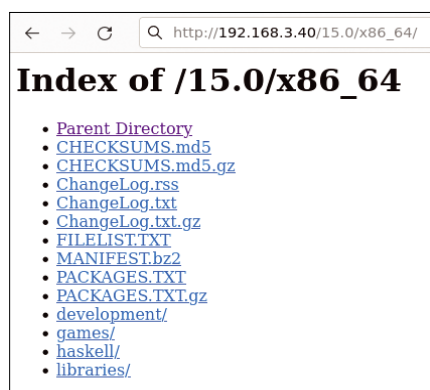 http://192.168.3.40/15.0/x86_64/
Index of /15.0/x86_64
Parent Directory
CHECKSUMS.md5
CHECKSUMS.md5.gz
ChangeLog.rss
ChangeLog.txt
ChangeLog.txt.gz
FILELIST.TXT
MANIFEST.bz2
PACKAGES.TXT
PACKAGES.TXT.gz
development/
games/
haskell/
libraries/